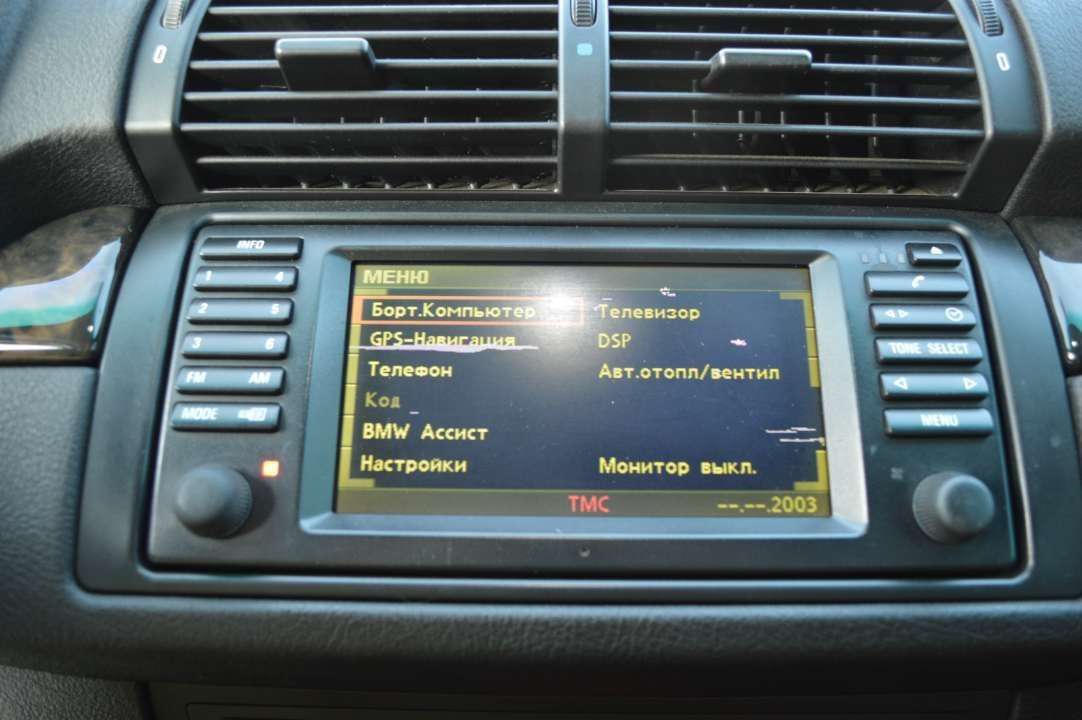 INFO
1 4
2 5
3 6
FM AM
MODE
МЕНЮ
Борт.Компьютер Телевизор
GPS-Навигация DSP
Телефон Авт.отопл/вентил
Код
BMW Ассист
Настройки Монитор выкл.
TMC --.--.2003
TONE SELECT
MENU